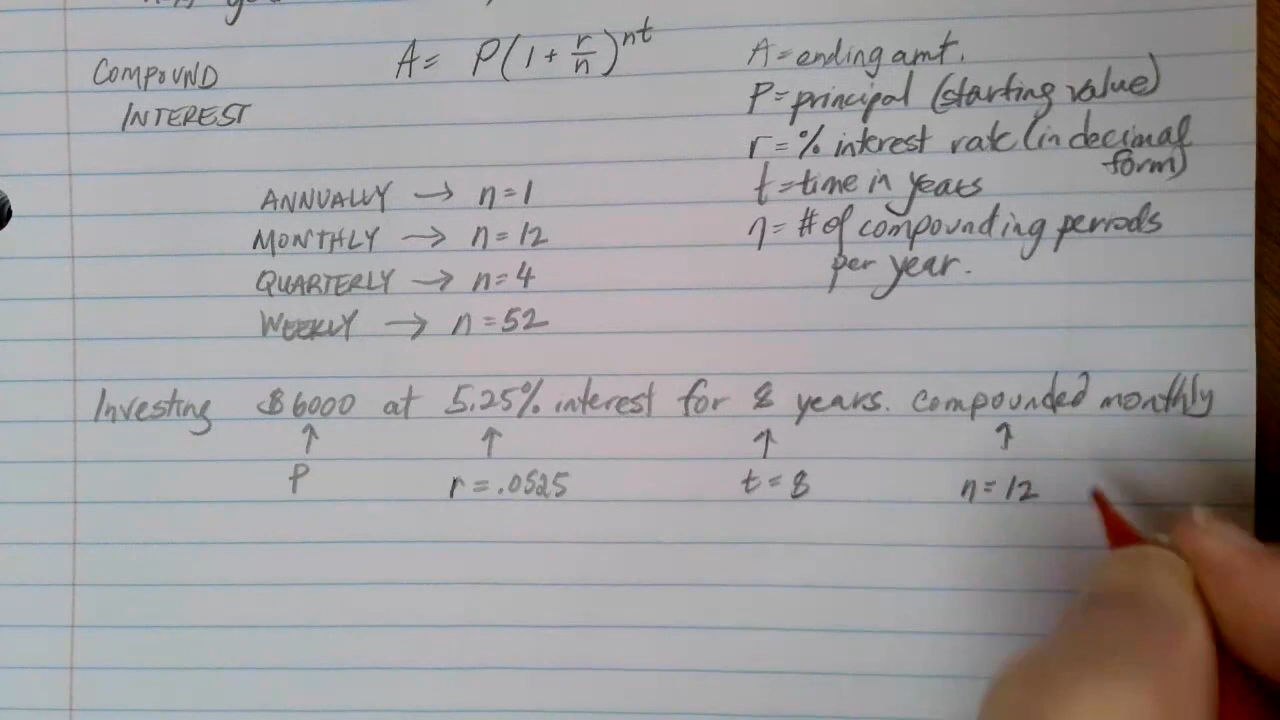 COMPOUND
INTEREST
A = P(1 + r/n)^nt
A = ending amt.
P = principal (starting value)
r = % interest rate (in decimal
form)
t = time in years
n = # of compounding periods
per year.
ANNUALLY → n = 1
MONTHLY → n = 12
QUARTERLY → n = 4
WEEKLY → n = 52
Investing $6000 at 5.25% interest for 8 years. compounded monthly
↑ ↑ ↑ ↑
P r = .0525 t = 8 n = 12